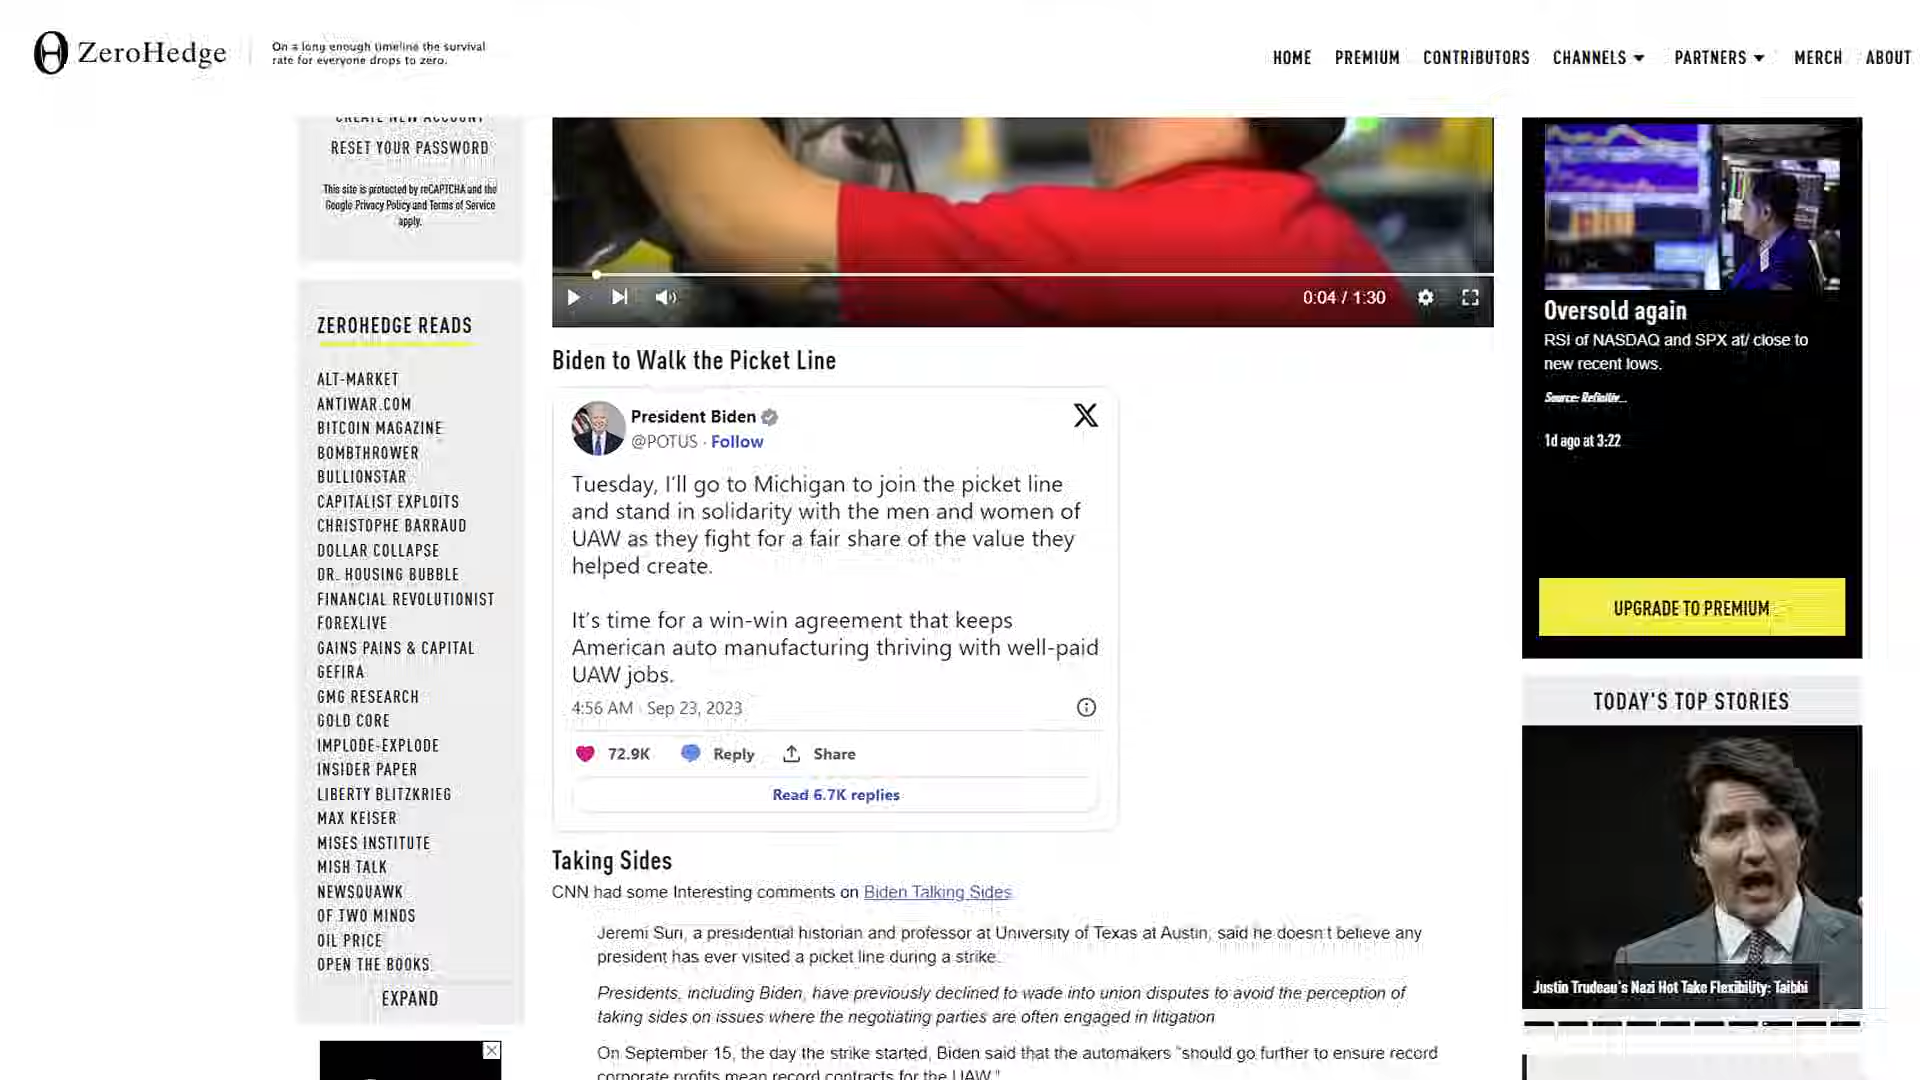 ZeroHedge
On a long enough timeline the survival
rate for everyone drops to zero.
HOME PREMIUM CONTRIBUTORS CHANNELS PARTNERS MERCH ABOUT
CREATE NEW ACCOUNT
RESET YOUR PASSWORD
This site is protected by reCAPTCHA and the
Google Privacy Policy and Terms of Service
apply.
ZEROHEDGE READS
ALT-MARKET
ANTIWAR.COM
BITCOIN MAGAZINE
BOMBTHROWER
BULLIONSTAR
CAPITALIST EXPLOITS
CHRISTOPHE BARRAUD
DOLLAR COLLAPSE
DR. HOUSING BUBBLE
FINANCIAL REVOLUTIONIST
FOREXLIVE
GAINS PAINS & CAPITAL
GEFIRA
GMG RESEARCH
GOLD CORE
IMPLODE-EXPLODE
INSIDER PAPER
LIBERTY BLITZKRIEG
MAX KEISER
MISES INSTITUTE
MISH TALK
NEWSQUAWK
OF TWO MINDS
OIL PRICE
OPEN THE BOOKS
EXPAND
0:04 / 1:30
Biden to Walk the Picket Line
President Biden
@POTUS · Follow
Tuesday, I'll go to Michigan to join the picket line
and stand in solidarity with the men and women of
UAW as they fight for a fair share of the value they
helped create.
It's time for a win-win agreement that keeps
American auto manufacturing thriving with well-paid
UAW jobs.
4:56 AM · Sep 23, 2023
72.9K Reply Share
Read 6.7K replies
Taking Sides
CNN had some Interesting comments on Biden Talking Sides
Jeremi Suri, a presidential historian and professor at University of Texas at Austin, said he doesn't believe any
president has ever visited a picket line during a strike.
Presidents, including Biden, have previously declined to wade into union disputes to avoid the perception of
taking sides on issues where the negotiating parties are often engaged in litigation
On September 15, the day the strike started, Biden said that the automakers "should go further to ensure record
corporate profits mean record contracts for the UAW."
Oversold again
RSI of NASDAQ and SPX at/ close to
new recent lows.
Source: Refinitiv
1d ago at 3:22
UPGRADE TO PREMIUM
TODAY'S TOP STORIES
Justin Trudeau's Nazi Hot Take Flexibility: Taibbi